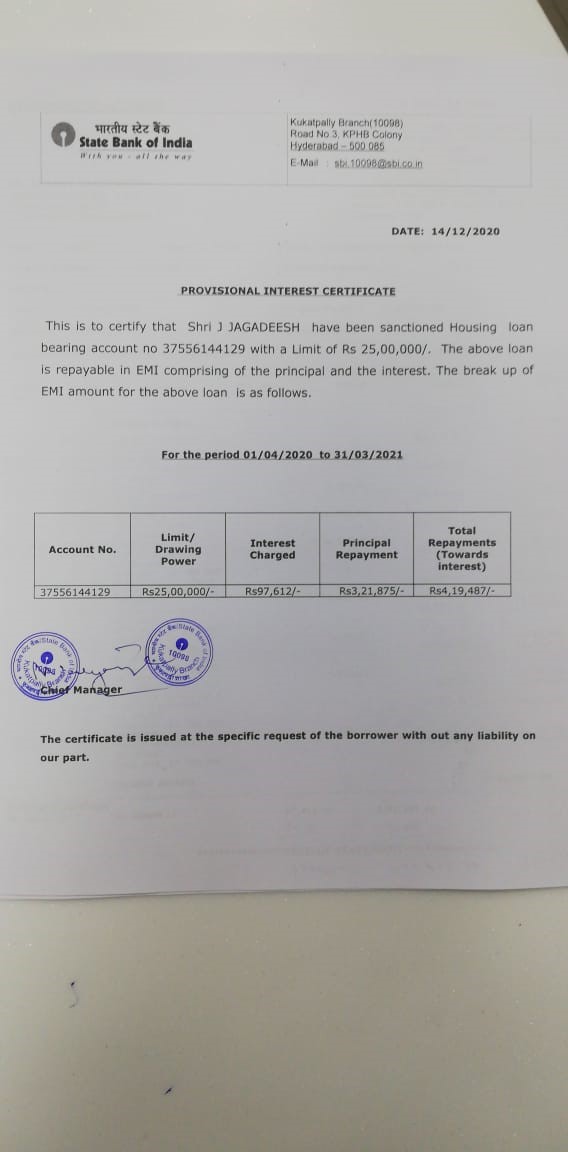 भारतीय स्टेट बैंक
State Bank of India
With you - all the way
Kukatpally Branch(10098)
Road No.3, KPHB Colony
Hyderabad – 500 085
E-Mail : sbi.10098@sbi.co.in
DATE: 14/12/2020
PROVISIONAL INTEREST CERTIFICATE
This is to certify that Shri J JAGADEESH have been sanctioned Housing loan
bearing account no 37556144129 with a Limit of Rs 25,00,000/. The above loan
is repayable in EMI comprising of the principal and the interest. The break up of
EMI amount for the above loan is as follows.
For the period 01/04/2020 to 31/03/2021
Account No. Limit/ Drawing Power Interest Charged Principal Repayment Total Repayments (Towards interest)
37556144129 Rs25,00,000/- Rs97,612/- Rs3,21,875/- Rs4,19,487/-
State Bank of
10098
Kukatpally Branch
State Bank of
10098
Kukatpally Branch
Chief Manager
The certificate is issued at the specific request of the borrower with out any liability on
our part.